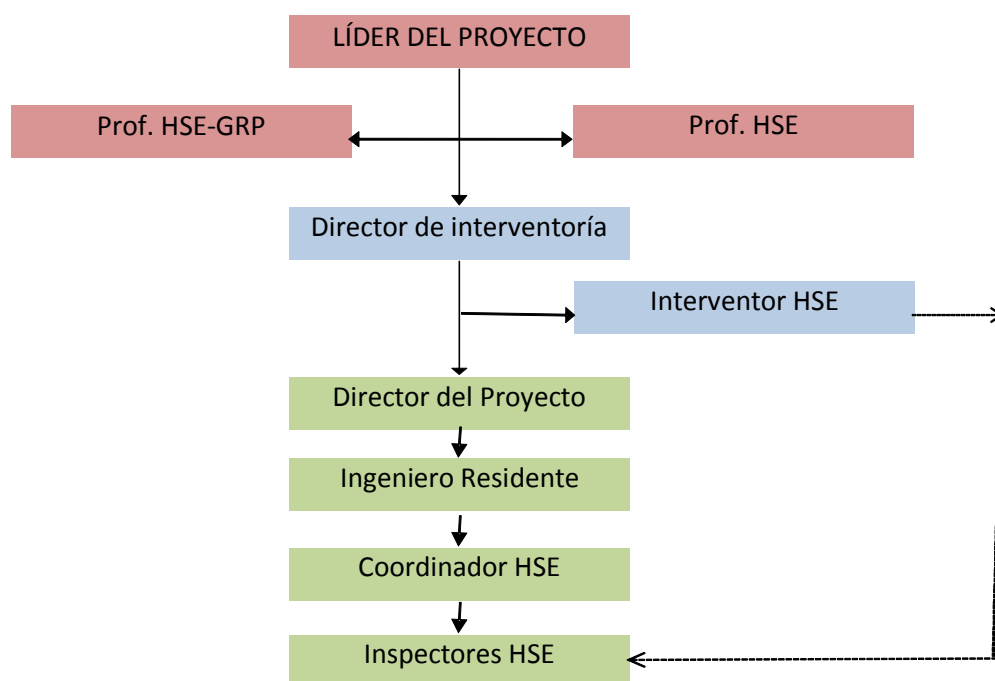 LÍDER DEL PROYECTO
Prof. HSE-GRP
Prof. HSE
Director de interventoría
Interventor HSE
Director del Proyecto
Ingeniero Residente
Coordinador HSE
Inspectores HSE